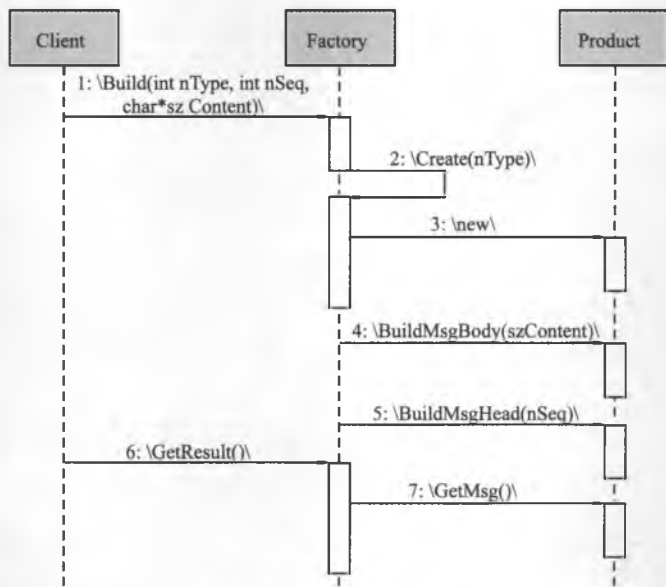 Client
Factory
Product
1: \Build(int nType, int nSeq,
char*sz Content)\
2: \Create(nType)\
3: \new\
4: \BuildMsgBody(szContent)\
5: \BuildMsgHead(nSeq)\
6: \GetResult()\
7: \GetMsg()\